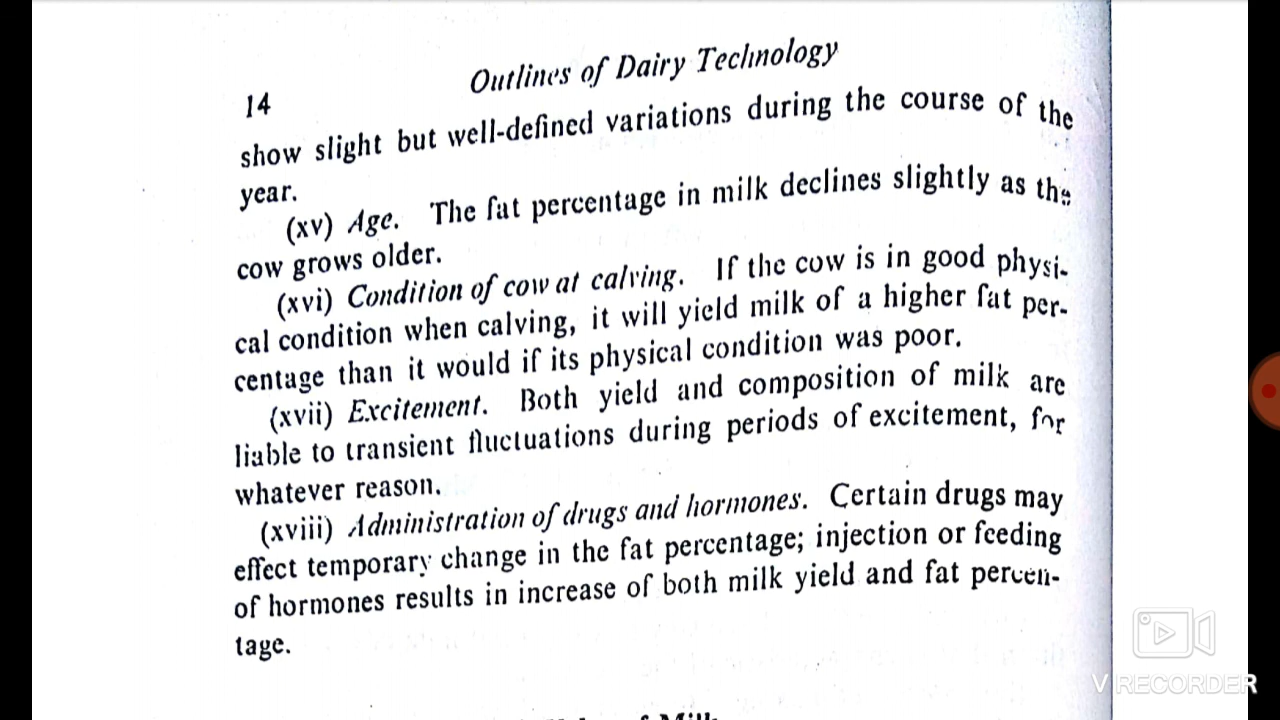 14
Outlines of Dairy Technology
show slight but well-defined variations during the course of the
year.
(xv) Age. The fat percentage in milk declines slightly as the
cow grows older.
(xvi) Condition of cow at calving. If the cow is in good physi-
cal condition when calving, it will yield milk of a higher fat per-
centage than it would if its physical condition was poor.
(xvii) Excitement. Both yield and composition of milk are
liable to transient fluctuations during periods of excitement, for
whatever reason.
(xviii) Administration of drugs and hormones. Certain drugs may
effect temporary change in the fat percentage; injection or feeding
of hormones results in increase of both milk yield and fat percen-
tage.
of Milk
V RECORDER